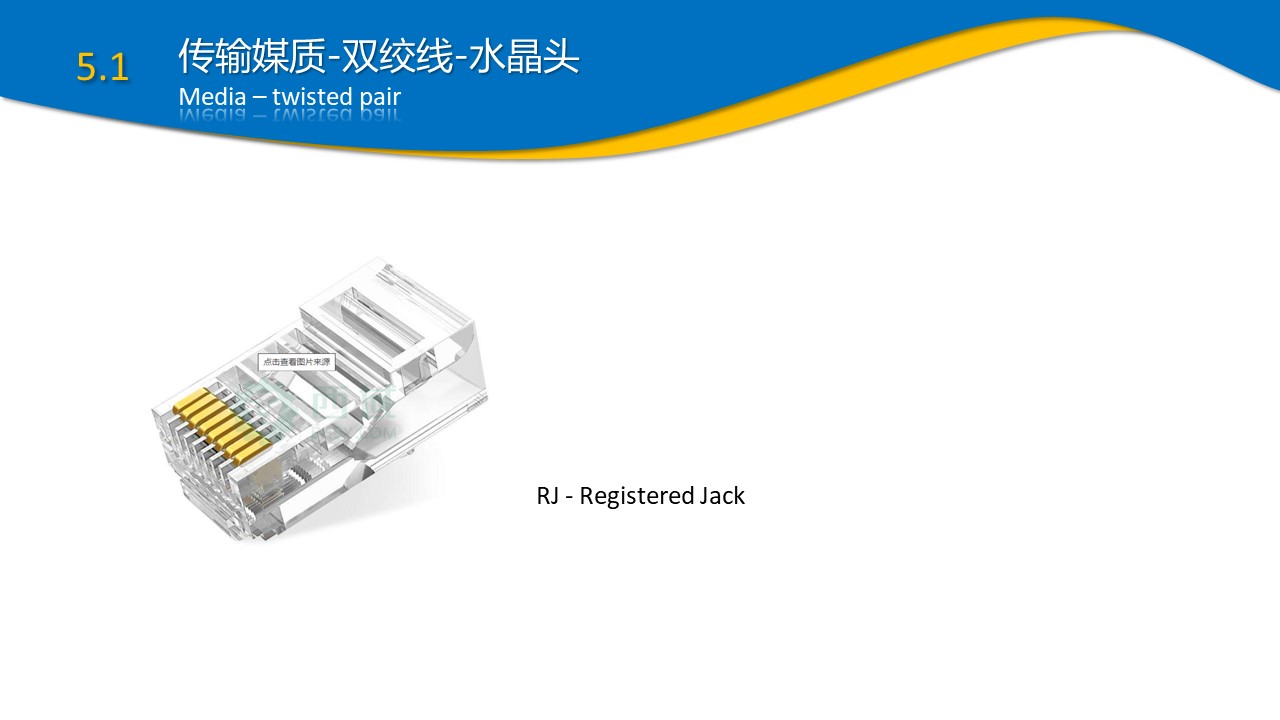 5.1
传输媒质-双绞线-水晶头
Media – twisted pair
点击查看图片来源
RJ - Registered Jack